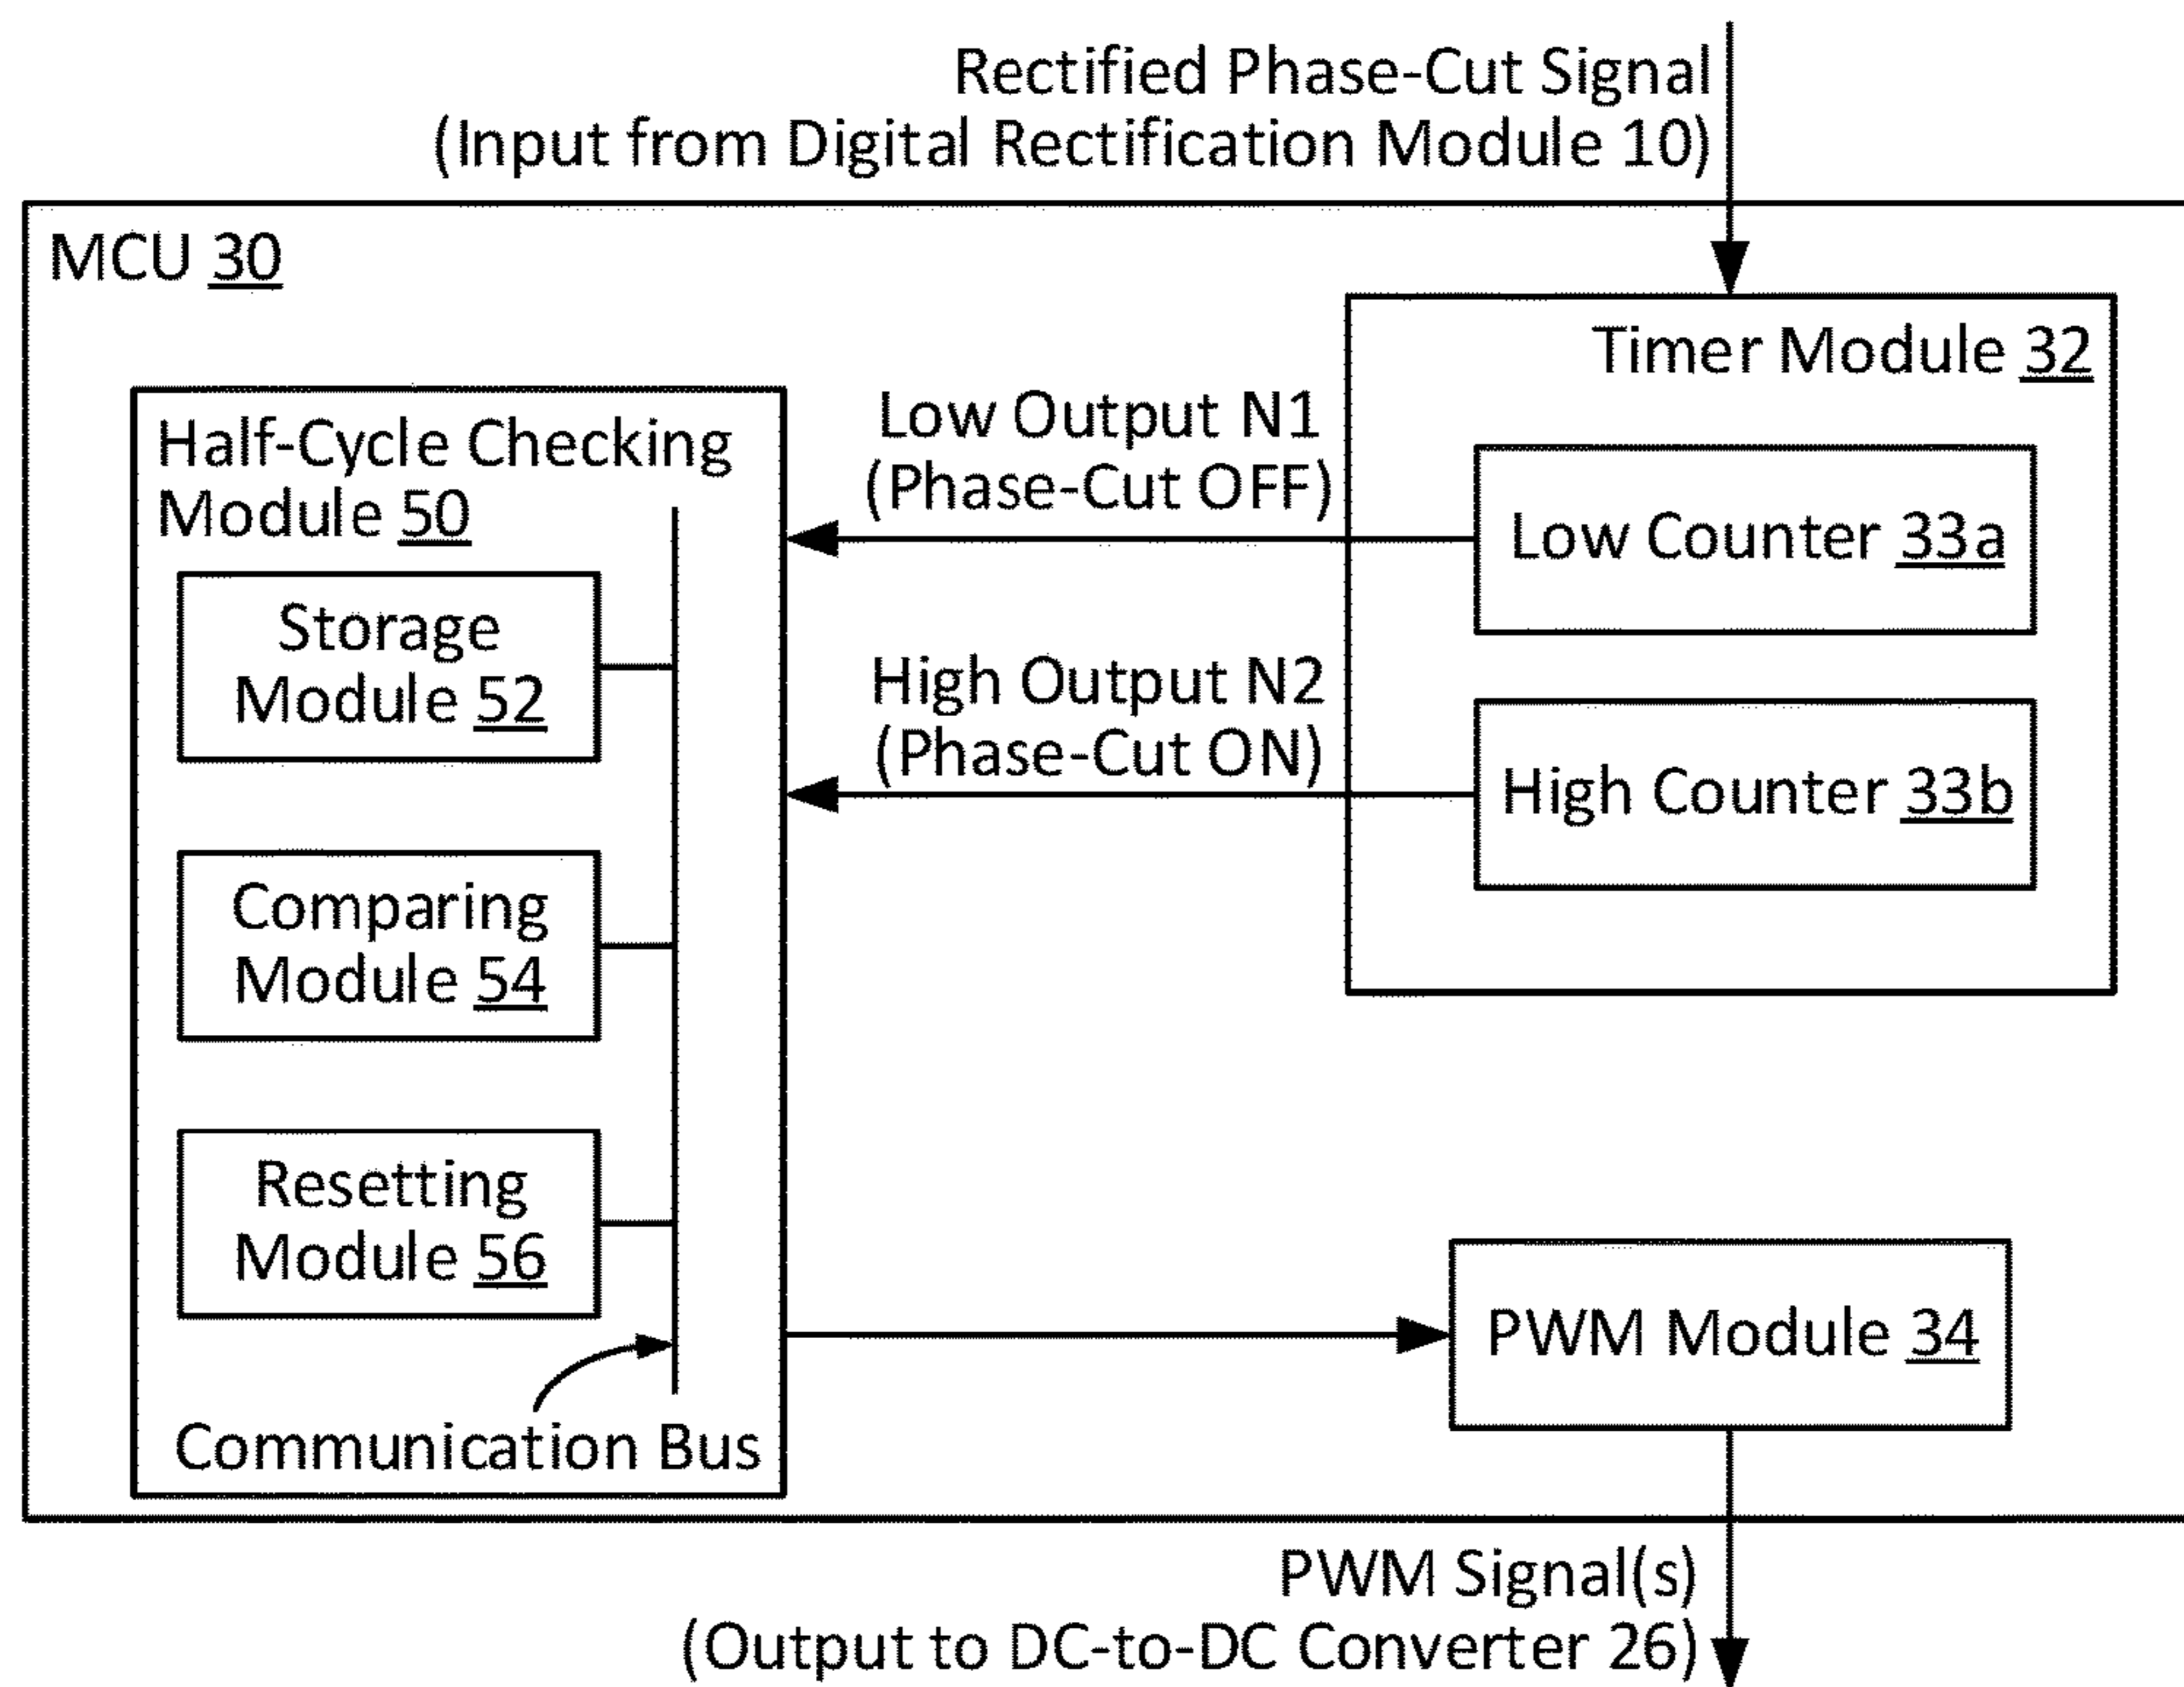 Rectified Phase-Cut Signal
(Input from Digital Rectification Module 10)
MCU 30
Timer Module 32
Half-Cycle Checking
Module 50
Low Output N1
(Phase-Cut OFF)
Low Counter 33a
Storage
Module 52
High Output N2
(Phase-Cut ON)
High Counter 33b
Comparing
Module 54
Resetting
Module 56
PWM Module 34
Communication Bus
PWM Signal(s)
(Output to DC-to-DC Converter 26)